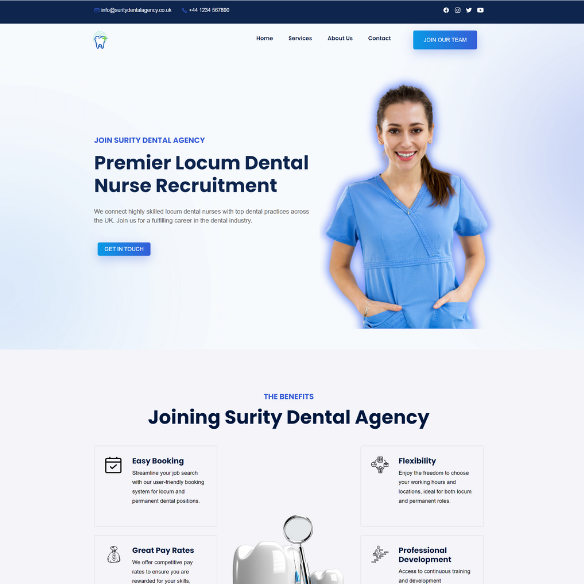 info@suritydentalagency.co.uk +44 1234 567890
Home Services About Us Contact JOIN OUR TEAM
JOIN SURITY DENTAL AGENCY
Premier Locum Dental
Nurse Recruitment
We connect highly skilled locum dental nurses with top dental practices across
the UK. Join us for a fulfilling career in the dental industry.
GET IN TOUCH
THE BENEFITS
Joining Surity Dental Agency
Easy Booking
Streamline your job search
with our user-friendly booking
system for locum and
permanent dental positions.
Flexibility
Enjoy the freedom to choose
your working hours and
locations, ideal for both locum
and permanent roles.
Great Pay Rates
We offer competitive pay
rates to ensure you are
rewarded for your skills,
Professional
Development
Access to continuous training
and development